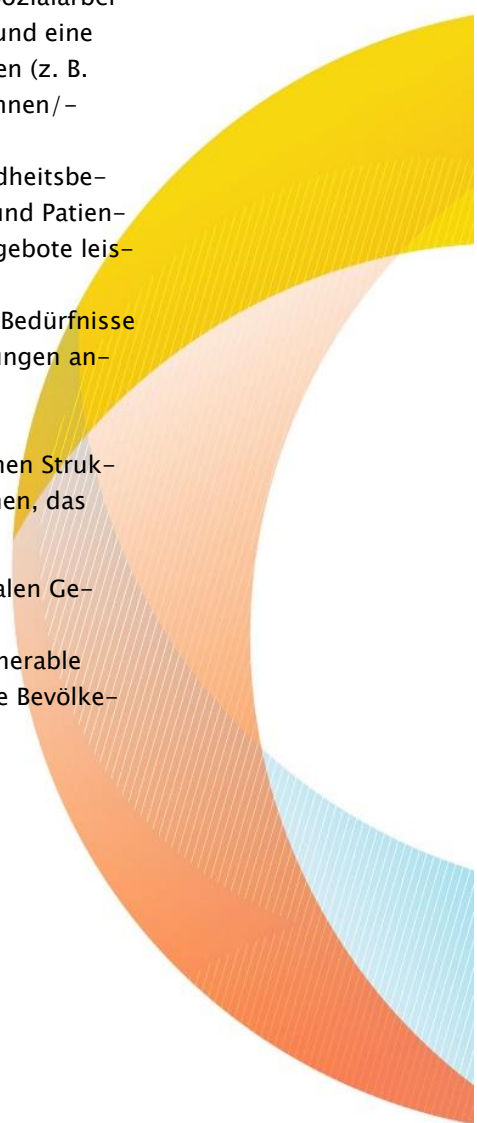 und eine
en (z. B.
nnen/-
dheitsbe-
und Patien-
gebote leis-
Bedürfnisse
ungen an-
nen Struk-
nen, das
alen Ge-
nerable
e Bevölke-